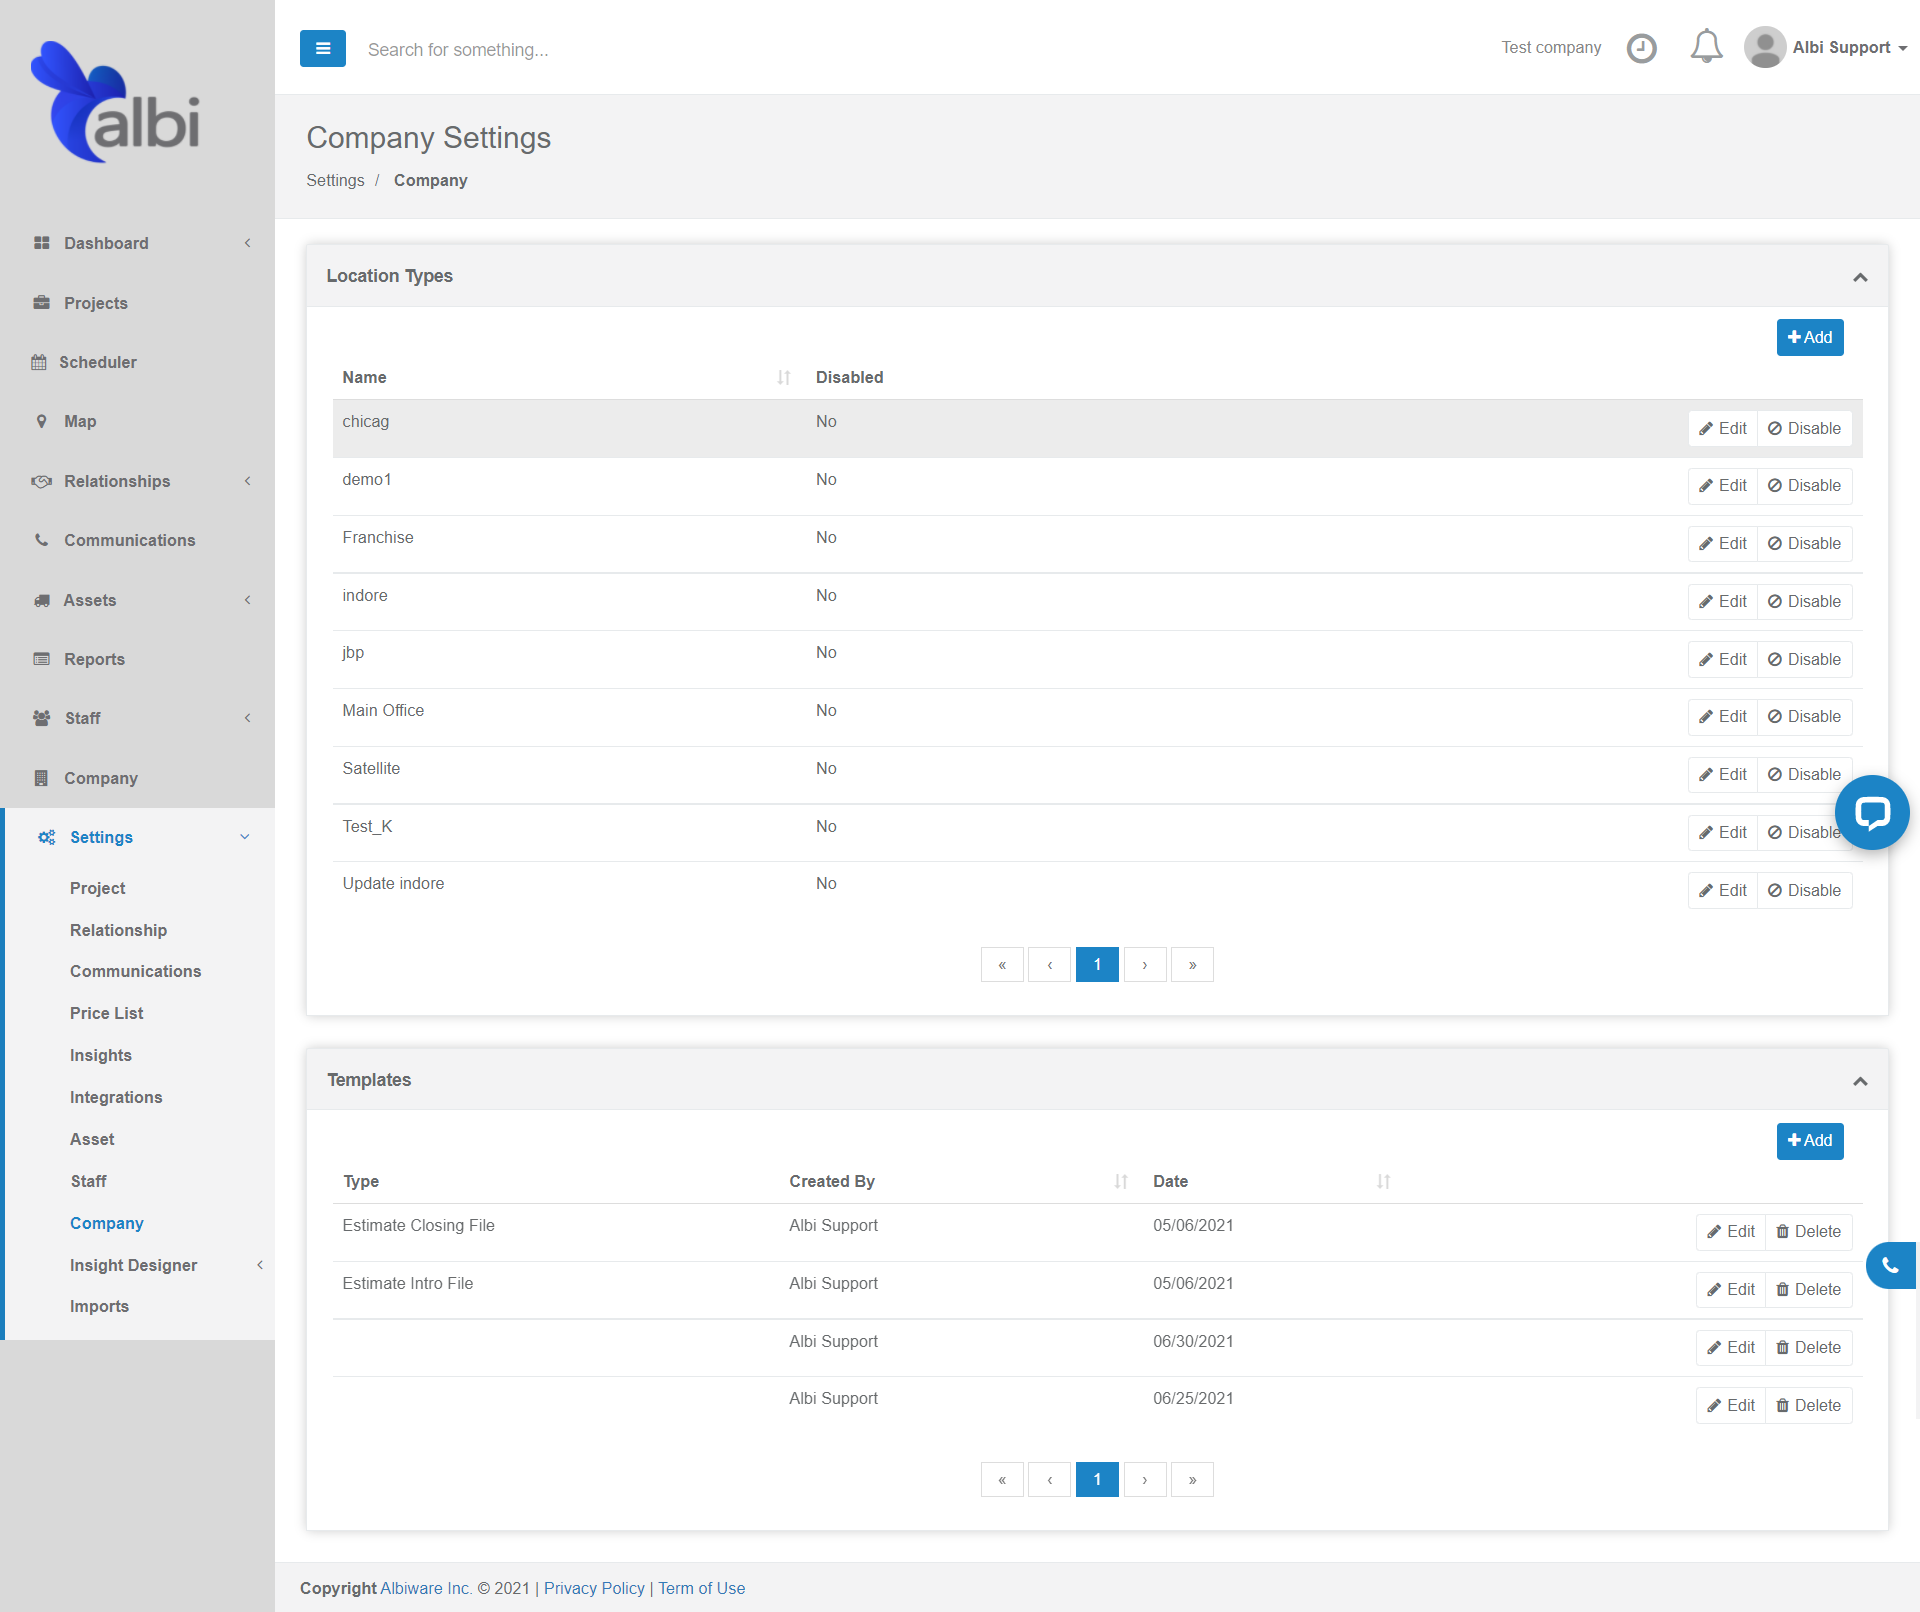 albi
Search for something...
Test company
Albi Support
Company Settings
Settings / Company
Dashboard
Projects
Scheduler
Map
Relationships
Communications
Assets
Reports
Staff
Company
Settings
Project
Relationship
Communications
Price List
Insights
Integrations
Asset
Staff
Company
Insight Designer
Imports
Location Types
Add
Name Disabled
chicag No Edit Disable
demo1 No Edit Disable
Franchise No Edit Disable
indore No Edit Disable
jbp No Edit Disable
Main Office No Edit Disable
Satellite No Edit Disable
Test_K No Edit Disable
Update indore No Edit Disable
« ‹ 1 › »
Templates
Add
Type Created By Date
Estimate Closing File Albi Support 05/06/2021 Edit Delete
Estimate Intro File Albi Support 05/06/2021 Edit Delete
Albi Support 06/30/2021 Edit Delete
Albi Support 06/25/2021 Edit Delete
« ‹ 1 › »
Copyright Albiware Inc. © 2021 | Privacy Policy | Term of Use